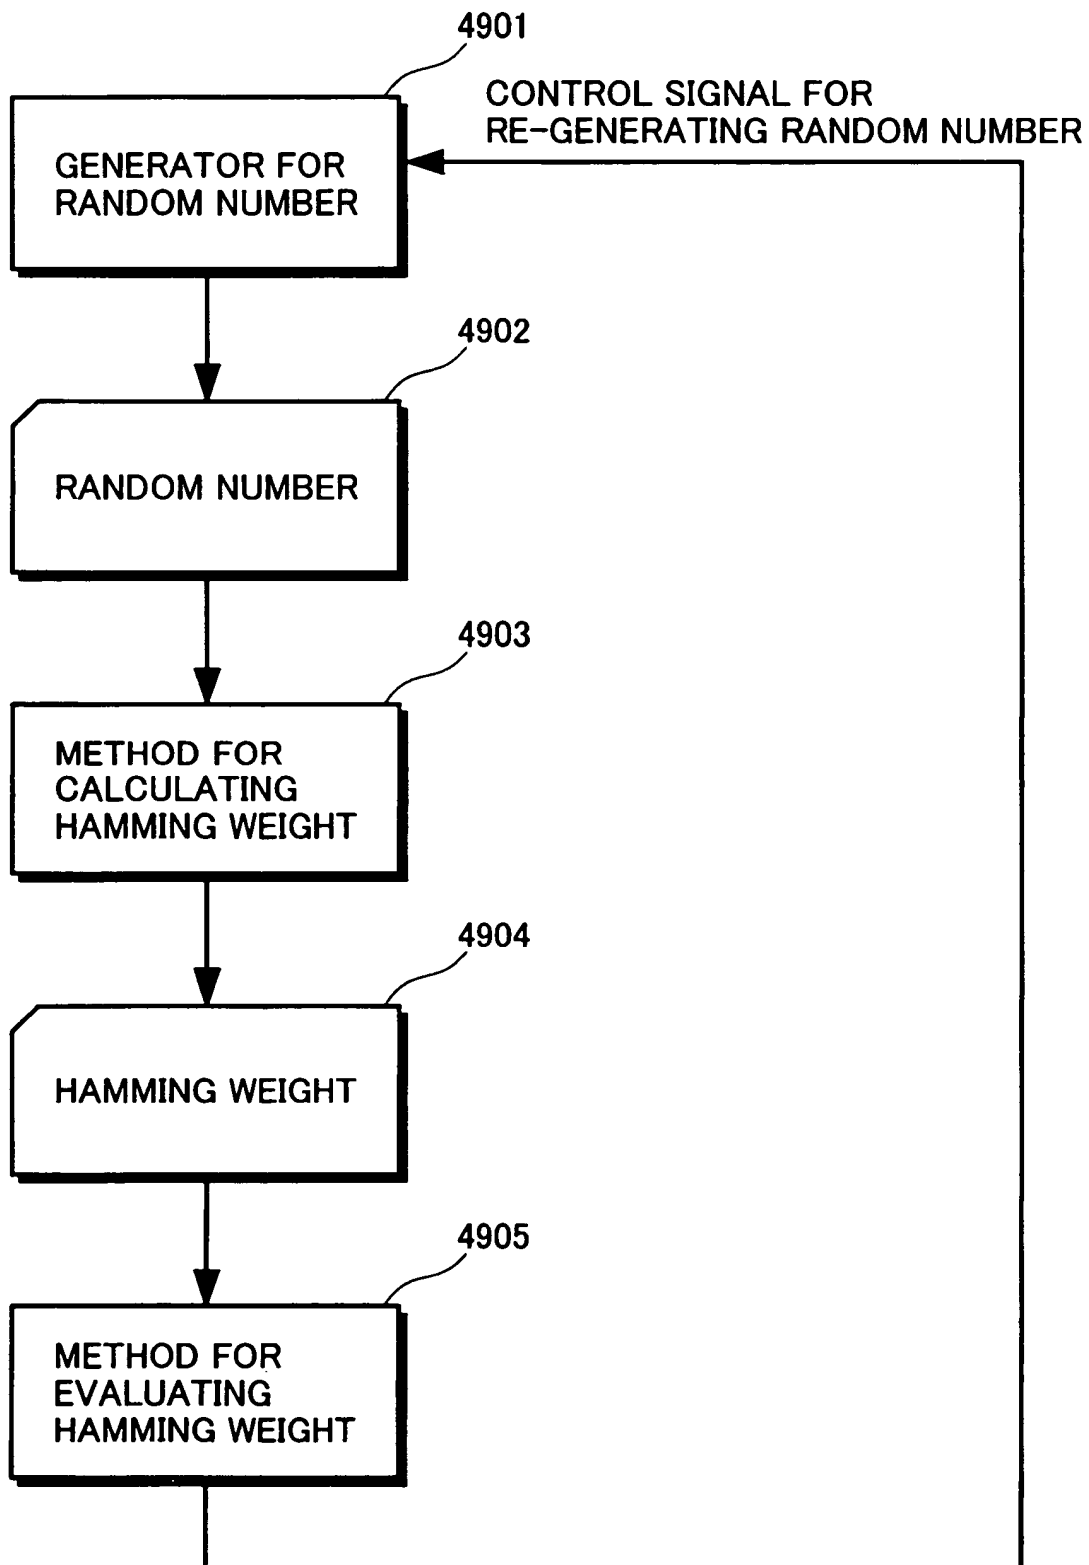 4901
CONTROL SIGNAL FOR
RE-GENERATING RANDOM NUMBER
GENERATOR FOR
RANDOM NUMBER
4902
RANDOM NUMBER
4903
METHOD FOR
CALCULATING
HAMMING WEIGHT
4904
HAMMING WEIGHT
4905
METHOD FOR
EVALUATING
HAMMING WEIGHT